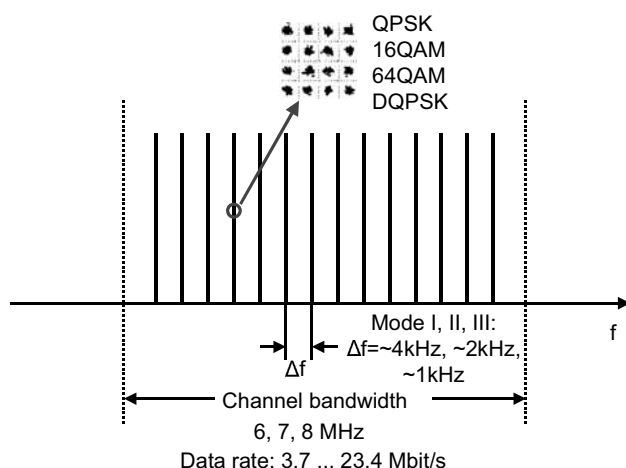 QPSK
16QAM
64QAM
DQPSK
f
Mode I, II, III:
Δf=~4kHz, ~2kHz,
~1kHz
Δf
Channel bandwidth
6, 7, 8 MHz
Data rate: 3.7 ... 23.4 Mbit/s